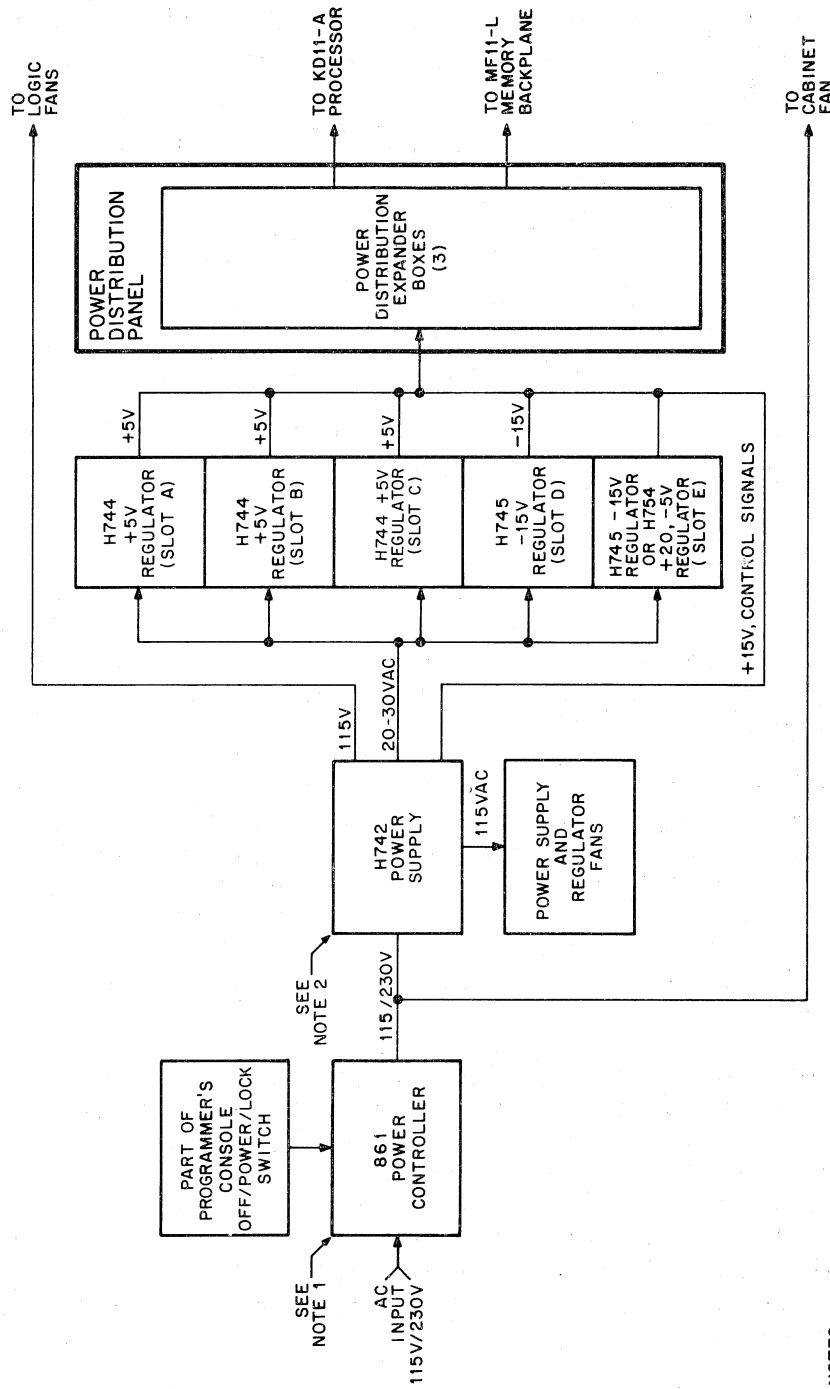 TO
LOGIC
FANS
TO KD11-A
PROCESSOR
TO MF11-L
MEMORY
BACKPLANE
TO
CABINET
FAN
POWER
DISTRIBUTION
PANEL
POWER
DISTRIBUTION
EXPANDER
BOXES
(3)
+5V
+5V
+5V
-15V
H744
+5V
REGULATOR
(SLOT A)
H744
+5V
REGULATOR
(SLOT B)
H744 +5V
REGULATOR
(SLOT C)
H745
-15V
REGULATOR
(SLOT D)
H745 -15V
REGULATOR
OR H754
+20, -5V
REGULATOR
(SLOT E)
+15V, CONTROL SIGNALS
115V
20-30VAC
H742
POWER
SUPPLY
115VAC
POWER SUPPLY
AND
REGULATOR
FANS
SEE
NOTE 2
115/230V
PART OF
PROGRAMMER'S
CONSOLE
OFF/POWER/LOCK
SWITCH
861
POWER
CONTROLLER
SEE
NOTE 1
AC
INPUT
115V/230V